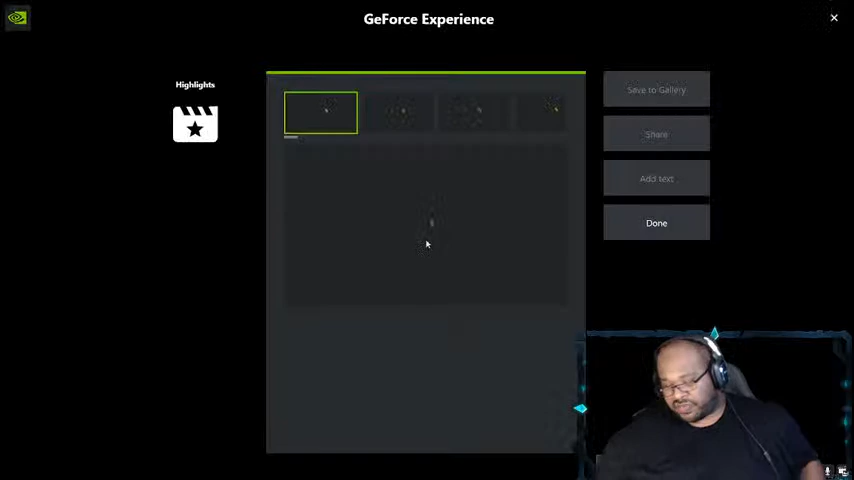 GeForce Experience
Highlights
Save to Gallery
Share
Add text
Done